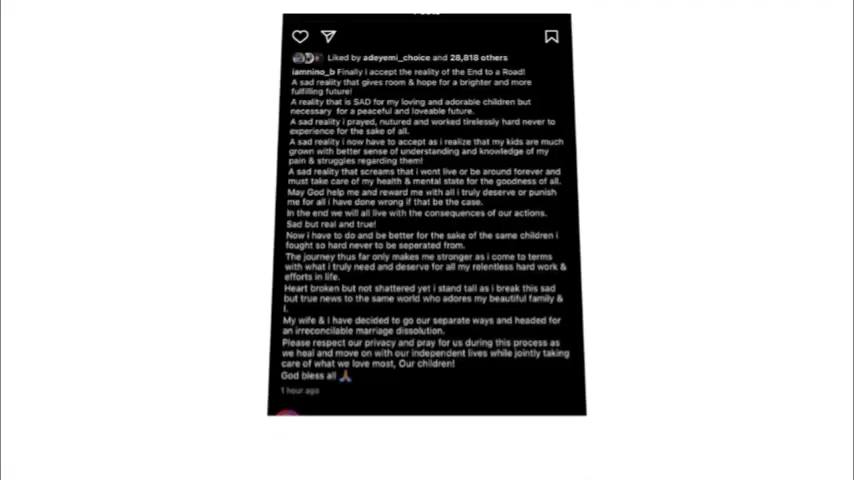 Liked by adeyemi_choice and 28,818 others
iamnino_b Finally i accept the reality of the End to a Road!
A sad reality that gives room & hope for a brighter and more
fulfilling future!
A reality that is SAD for my loving and adorable children but
necessary for a peaceful and loveable future.
A sad reality i prayed, nutured and worked tirelessly hard never to
experience for the sake of all.
A sad reality i now have to accept as i realize that my kids are much
grown with better sense of understanding and knowledge of my
pain & struggles regarding them!
A sad reality that screams that i wont live or be around forever and
must take care of my health & mental state for the goodness of all.
May God help me and reward me with all i truly deserve or punish
me for all i have done wrong if that be the case.
In the end we will all live with the consequences of our actions.
Sad but real and true!
Now i have to do and be better for the sake of the same children i
fought so hard never to be seperated from.
The journey thus far only makes me stronger as i come to terms
with what i truly need and deserve for all my relentless hard work &
efforts in life.
Heart broken but not shattered yet i stand tall as i break this sad
but true news to the same world who adores my beautiful family &
I.
My wife & I have decided to go our separate ways and headed for
an irreconcilable marriage dissolution.
Please respect our privacy and pray for us during this process as
we heal and move on with our independent lives while jointly taking
care of what we love most, Our children!
God bless all 🙏🏽
1 hour ago